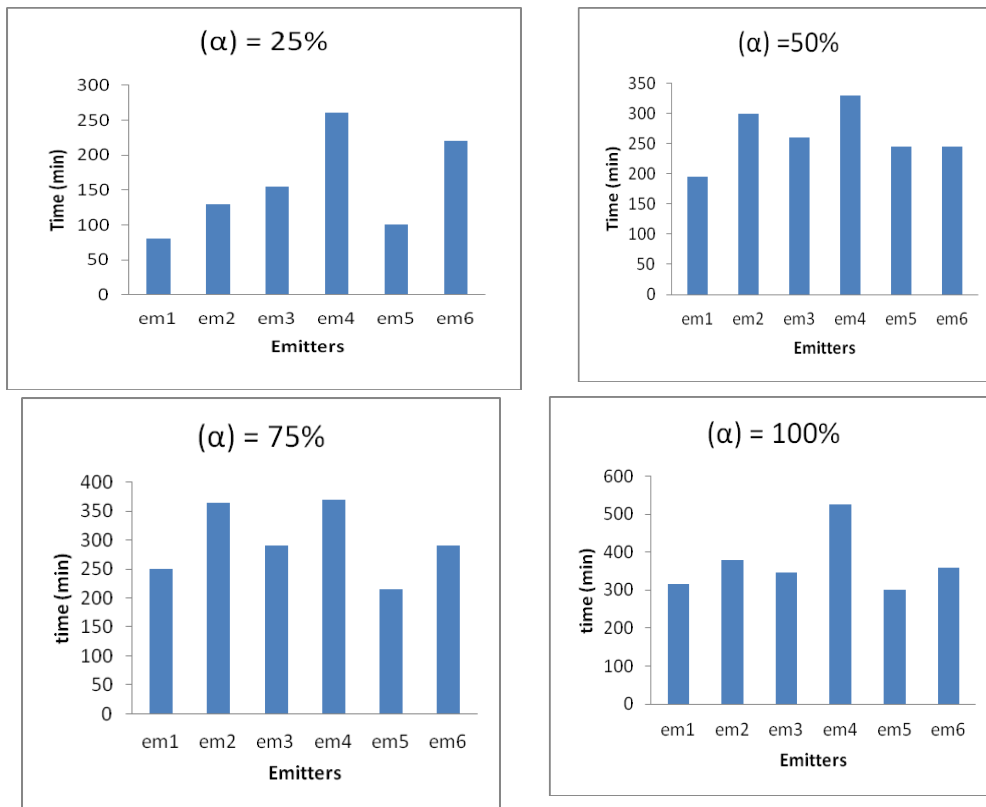 (α) = 25%
300
250
200
150
100
50
0
Time (min)
em1 em2 em3 em4 em5 em6
Emitters
(α) =50%
350
300
250
200
150
100
50
0
Time (min)
em1 em2 em3 em4 em5 em6
Emitters
(α) = 75%
400
350
300
250
200
150
100
50
0
time (min)
em1 em2 em3 em4 em5 em6
Emitters
(α) = 100%
600
500
400
300
200
100
0
time (min)
em1 em2 em3 em4 em5 em6
Emitters